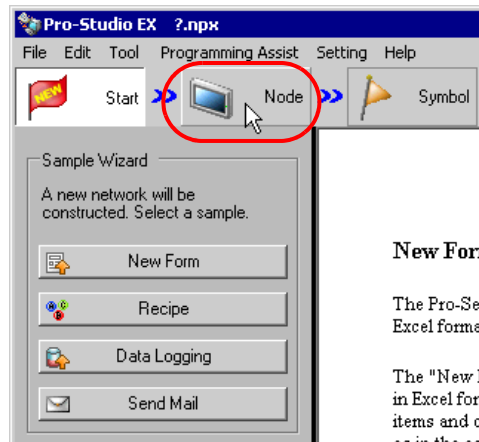 Pro-Studio EX ?.npx
File Edit Tool Programming Assist Setting Help
NEW Start Node Symbol
Sample Wizard
A new network will be
constructed. Select a sample.
New Form
Recipe
Data Logging
Send Mail
New For
The Pro-Se
Excel forma
The "New
in Excel for
items and